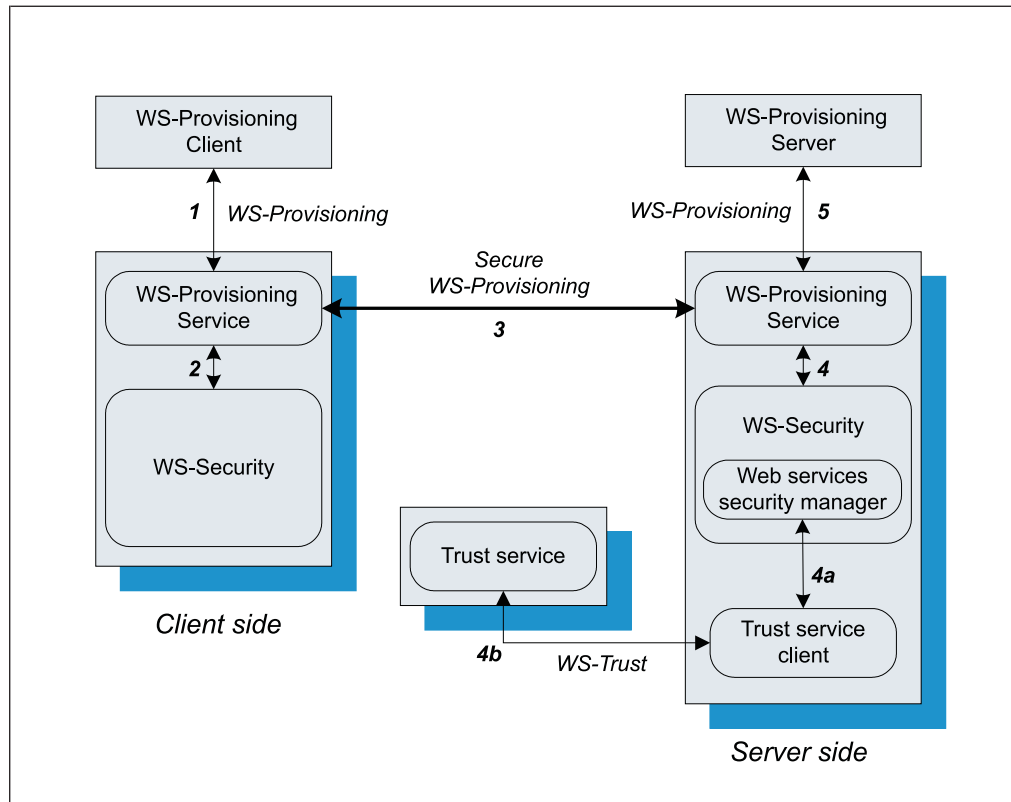 WS-Provisioning
Client
WS-Provisioning
Server
1
WS-Provisioning
WS-Provisioning
5
Secure
WS-Provisioning
3
WS-Provisioning
Service
WS-Provisioning
Service
2
4
WS-Security
WS-Security
Web services
security manager
Trust service
4a
4b
WS-Trust
Trust service
client
Client side
Server side